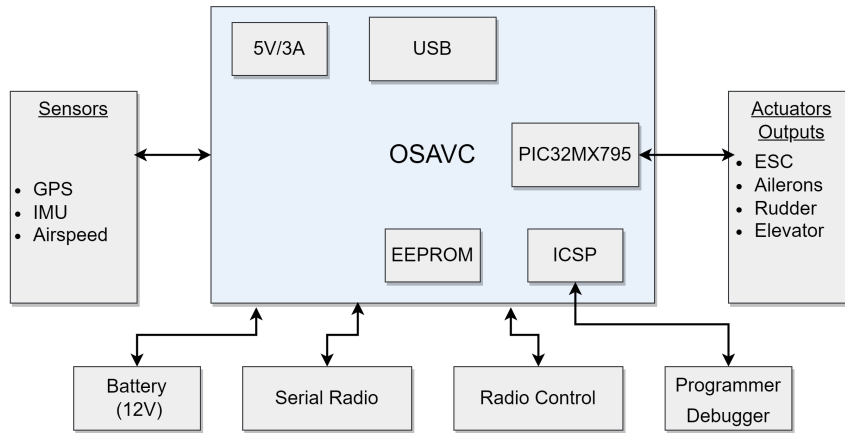 5V/3A
USB
Sensors
• GPS
• IMU
• Airspeed
OSAVC
PIC32MX795
Actuators
Outputs
• ESC
• Ailerons
• Rudder
• Elevator
EEPROM
ICSP
Battery
(12V)
Serial Radio
Radio Control
Programmer
Debugger